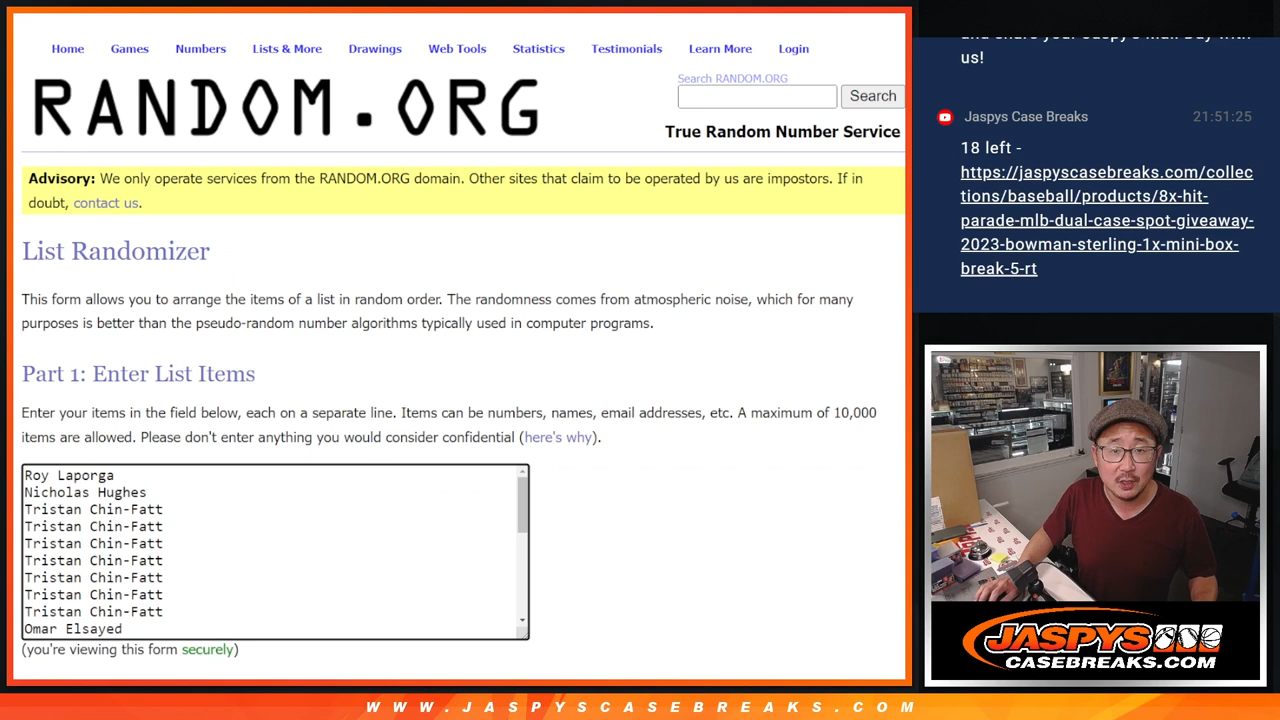 Home Games Numbers Lists & More Drawings Web Tools Statistics Testimonials Learn More Login
RANDOM.ORG
Search RANDOM.ORG
Search
True Random Number Service
Advisory: We only operate services from the RANDOM.ORG domain. Other sites that claim to be operated by us are impostors. If in
doubt, contact us.
List Randomizer
This form allows you to arrange the items of a list in random order. The randomness comes from atmospheric noise, which for many
purposes is better than the pseudo-random number algorithms typically used in computer programs.
Part 1: Enter List Items
Enter your items in the field below, each on a separate line. Items can be numbers, names, email addresses, etc. A maximum of 10,000
items are allowed. Please don't enter anything you would consider confidential (here's why).
Roy Laporga
Nicholas Hughes
Tristan Chin-Fatt
Tristan Chin-Fatt
Tristan Chin-Fatt
Tristan Chin-Fatt
Tristan Chin-Fatt
Tristan Chin-Fatt
Tristan Chin-Fatt
Omar Elsayed
(you're viewing this form securely)
us!
Jaspys Case Breaks 21:51:25
18 left -
https://jaspyscasebreaks.com/collec
tions/baseball/products/8x-hit-
parade-mlb-dual-case-spot-giveaway-
2023-bowman-sterling-1x-mini-box-
break-5-rt
JASPYS
CASEBREAKS.COM
WWW.JASPYSCASEBREAKS.COM